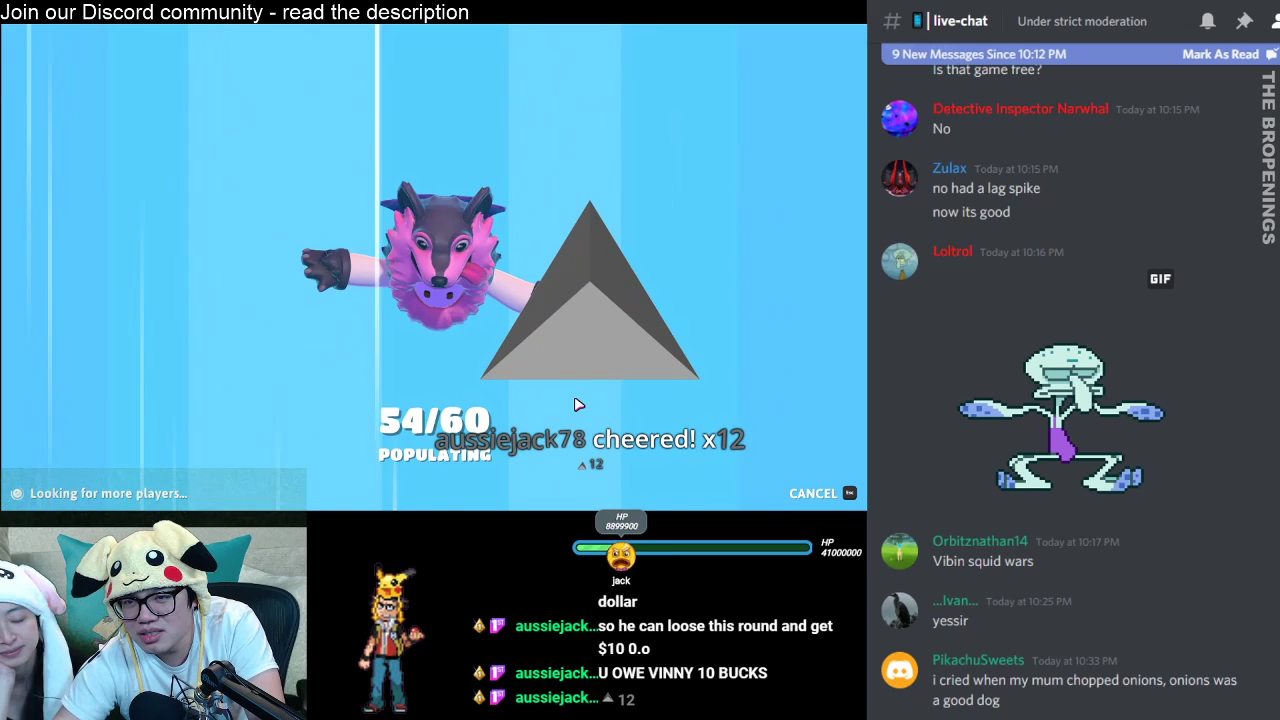 Join our Discord community - read the description
54/60
POPULATING
aussiejack78 cheered! x12
12
Looking for more players...
CANCEL
esc
HP
8899900
HP
41000000
jack
dollar
aussiejack...so he can loose this round and get
$10 0.o
aussiejack...U OWE VINNY 10 BUCKS
aussiejack... 12
# | live-chat Under strict moderation
9 New Messages Since 10:12 PM Mark As Read
Is that game free?
Detective Inspector Narwhal Today at 10:15 PM
No
Zulax Today at 10:15 PM
no had a lag spike
now its good
Loltrol Today at 10:16 PM
GIF
Orbitznathan14 Today at 10:17 PM
Vibin squid wars
...Ivan... Today at 10:25 PM
yessir
PikachuSweets Today at 10:33 PM
i cried when my mum chopped onions, onions was
a good dog
THE BROPENINGS